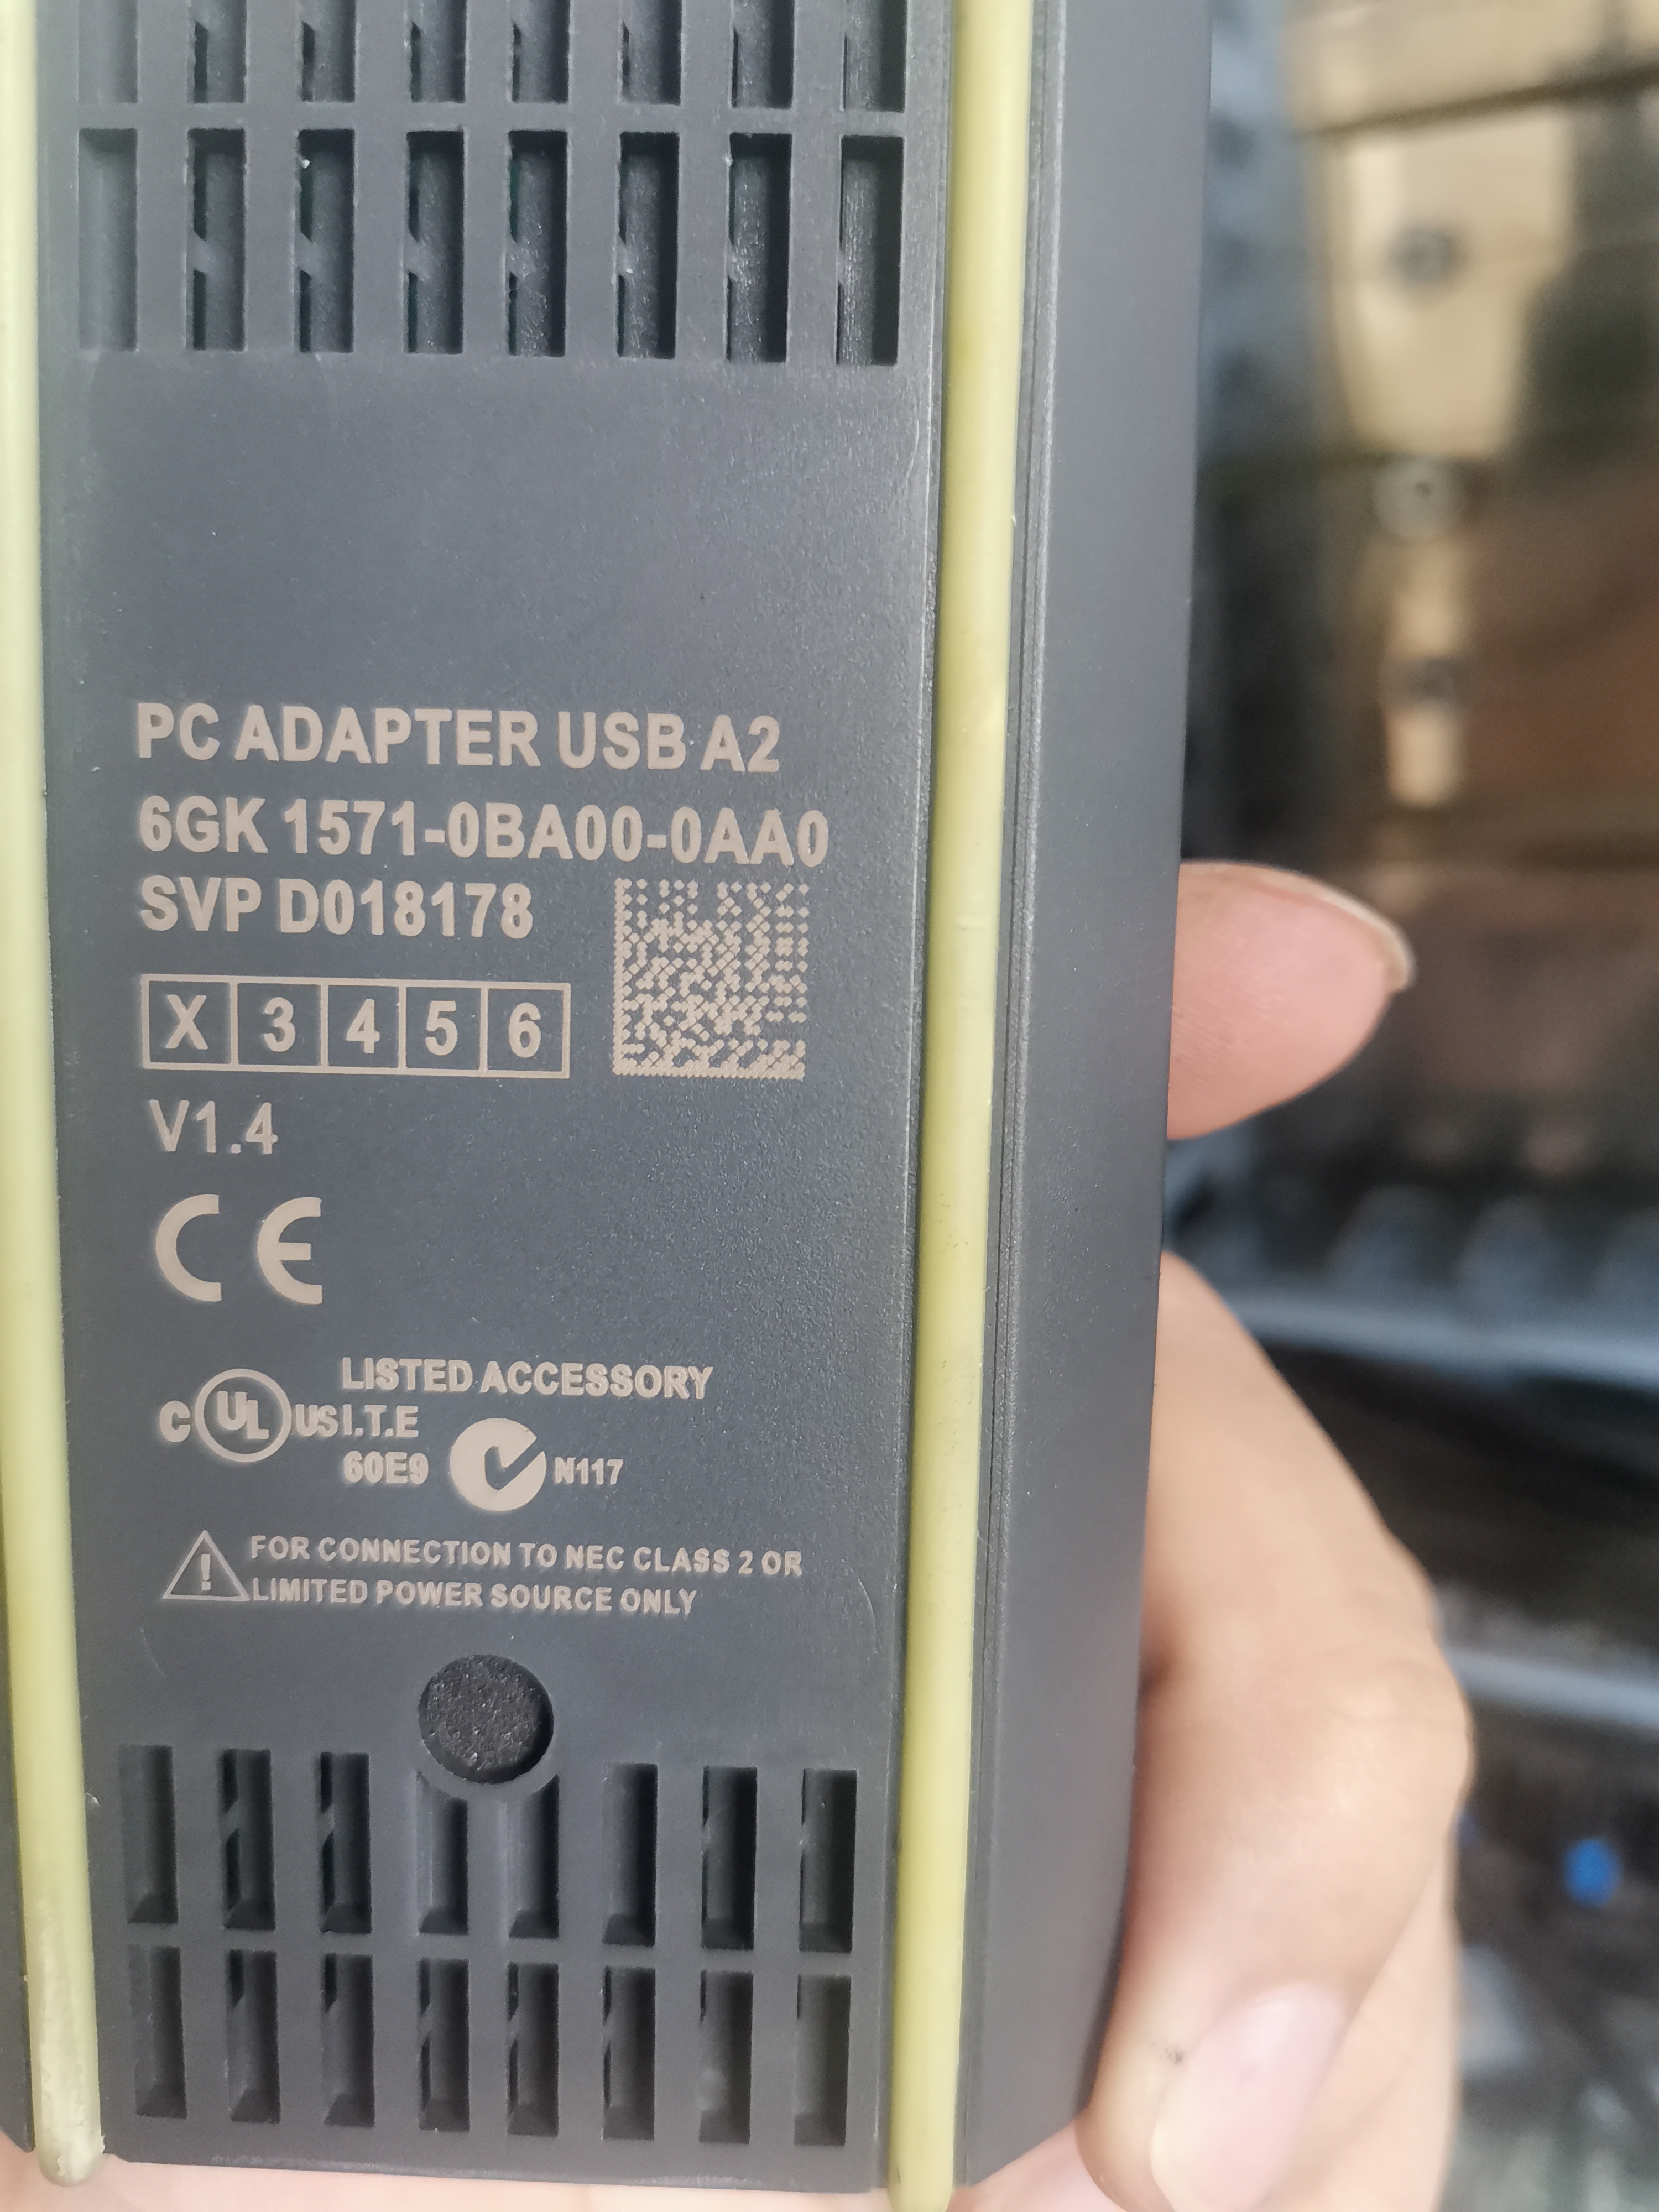 PC ADAPTER USB A2
6GK 1571-0BA00-0AA0
SVP D018178
X 3 4 5 6
V1.4
CE
C UL US LISTED ACCESSORY
I.T.E
60E9 N117
FOR CONNECTION TO NEC CLASS 2 OR
LIMITED POWER SOURCE ONLY